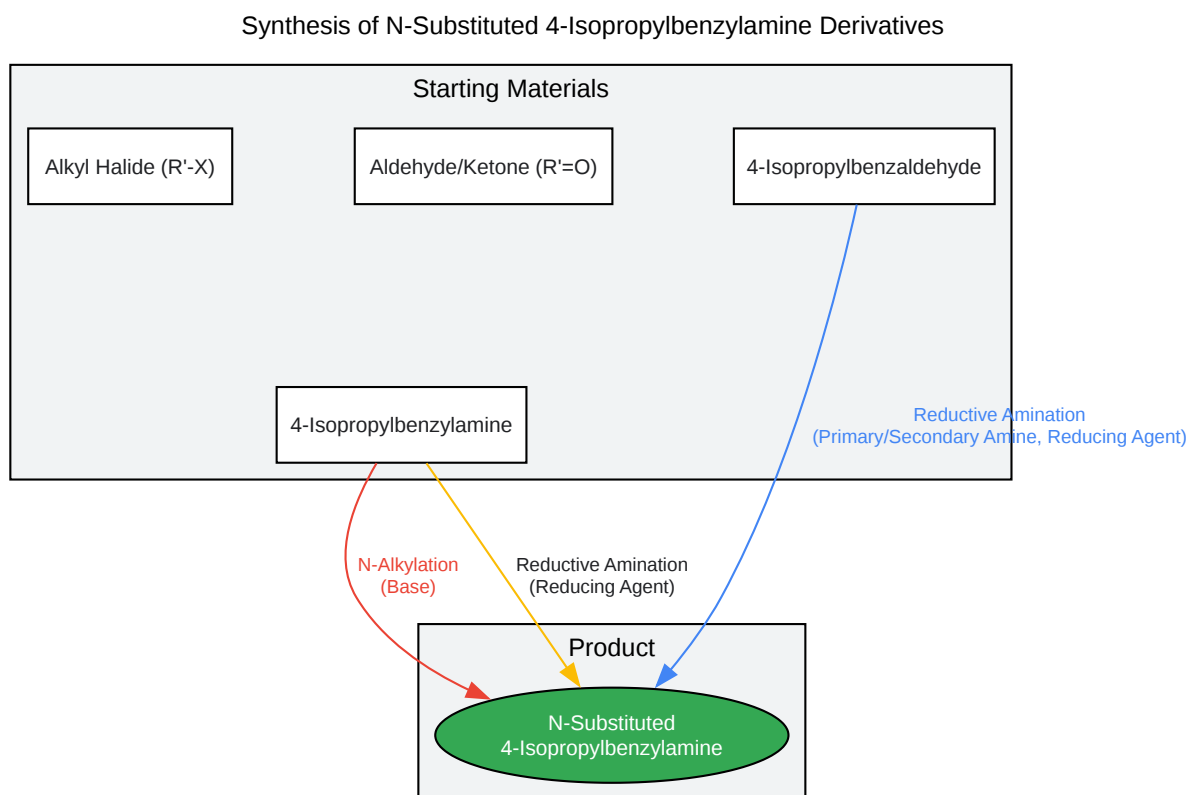 Synthesis of N-Substituted 4-Isopropylbenzylamine Derivatives
Starting Materials
Alkyl Halide (R'-X)
Aldehyde/Ketone (R'=O)
4-Isopropylbenzaldehyde
4-Isopropylbenzylamine
Reductive Amination
(Primary/Secondary Amine, Reducing Agent)
N-Alkylation
(Base)
Reductive Amination
(Reducing Agent)
Product
N-Substituted
4-Isopropylbenzylamine